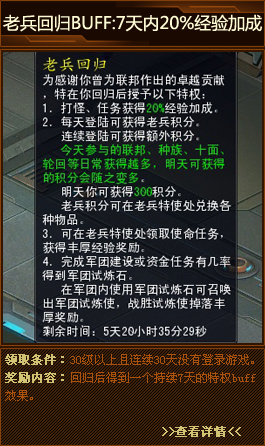 老兵回归BUFF:7天内20%经验加成
老兵回归
为感谢你曾为联邦作出的卓越贡献
，特在你回归后授予以下特权：
1. 打怪、任务获得20%经验加成。
2. 每天登陆可获得老兵积分。
连续登陆可获得额外积分。
今天参与的联邦、种族、十面、
轮回等日常获得越多，明天可获得
的积分会随之变多。
明天你可获得300积分。
老兵积分可在老兵特使处兑换各
种物品。
3. 可在老兵特使处领取使命任务，
获得丰厚经验奖励。
4. 完成军团建设或资金任务有几率
得到军团试炼石。
在军团内使用军团试炼石可召唤
出军团试炼使，战胜试炼使掉落丰
厚奖励。
剩余时间：5天20小时35分29秒
领取条件：30级以上且连续30天没有登录游戏。
奖励内容：回归后得到一个持续7天的特权buff
效果。
>>查看详情<<